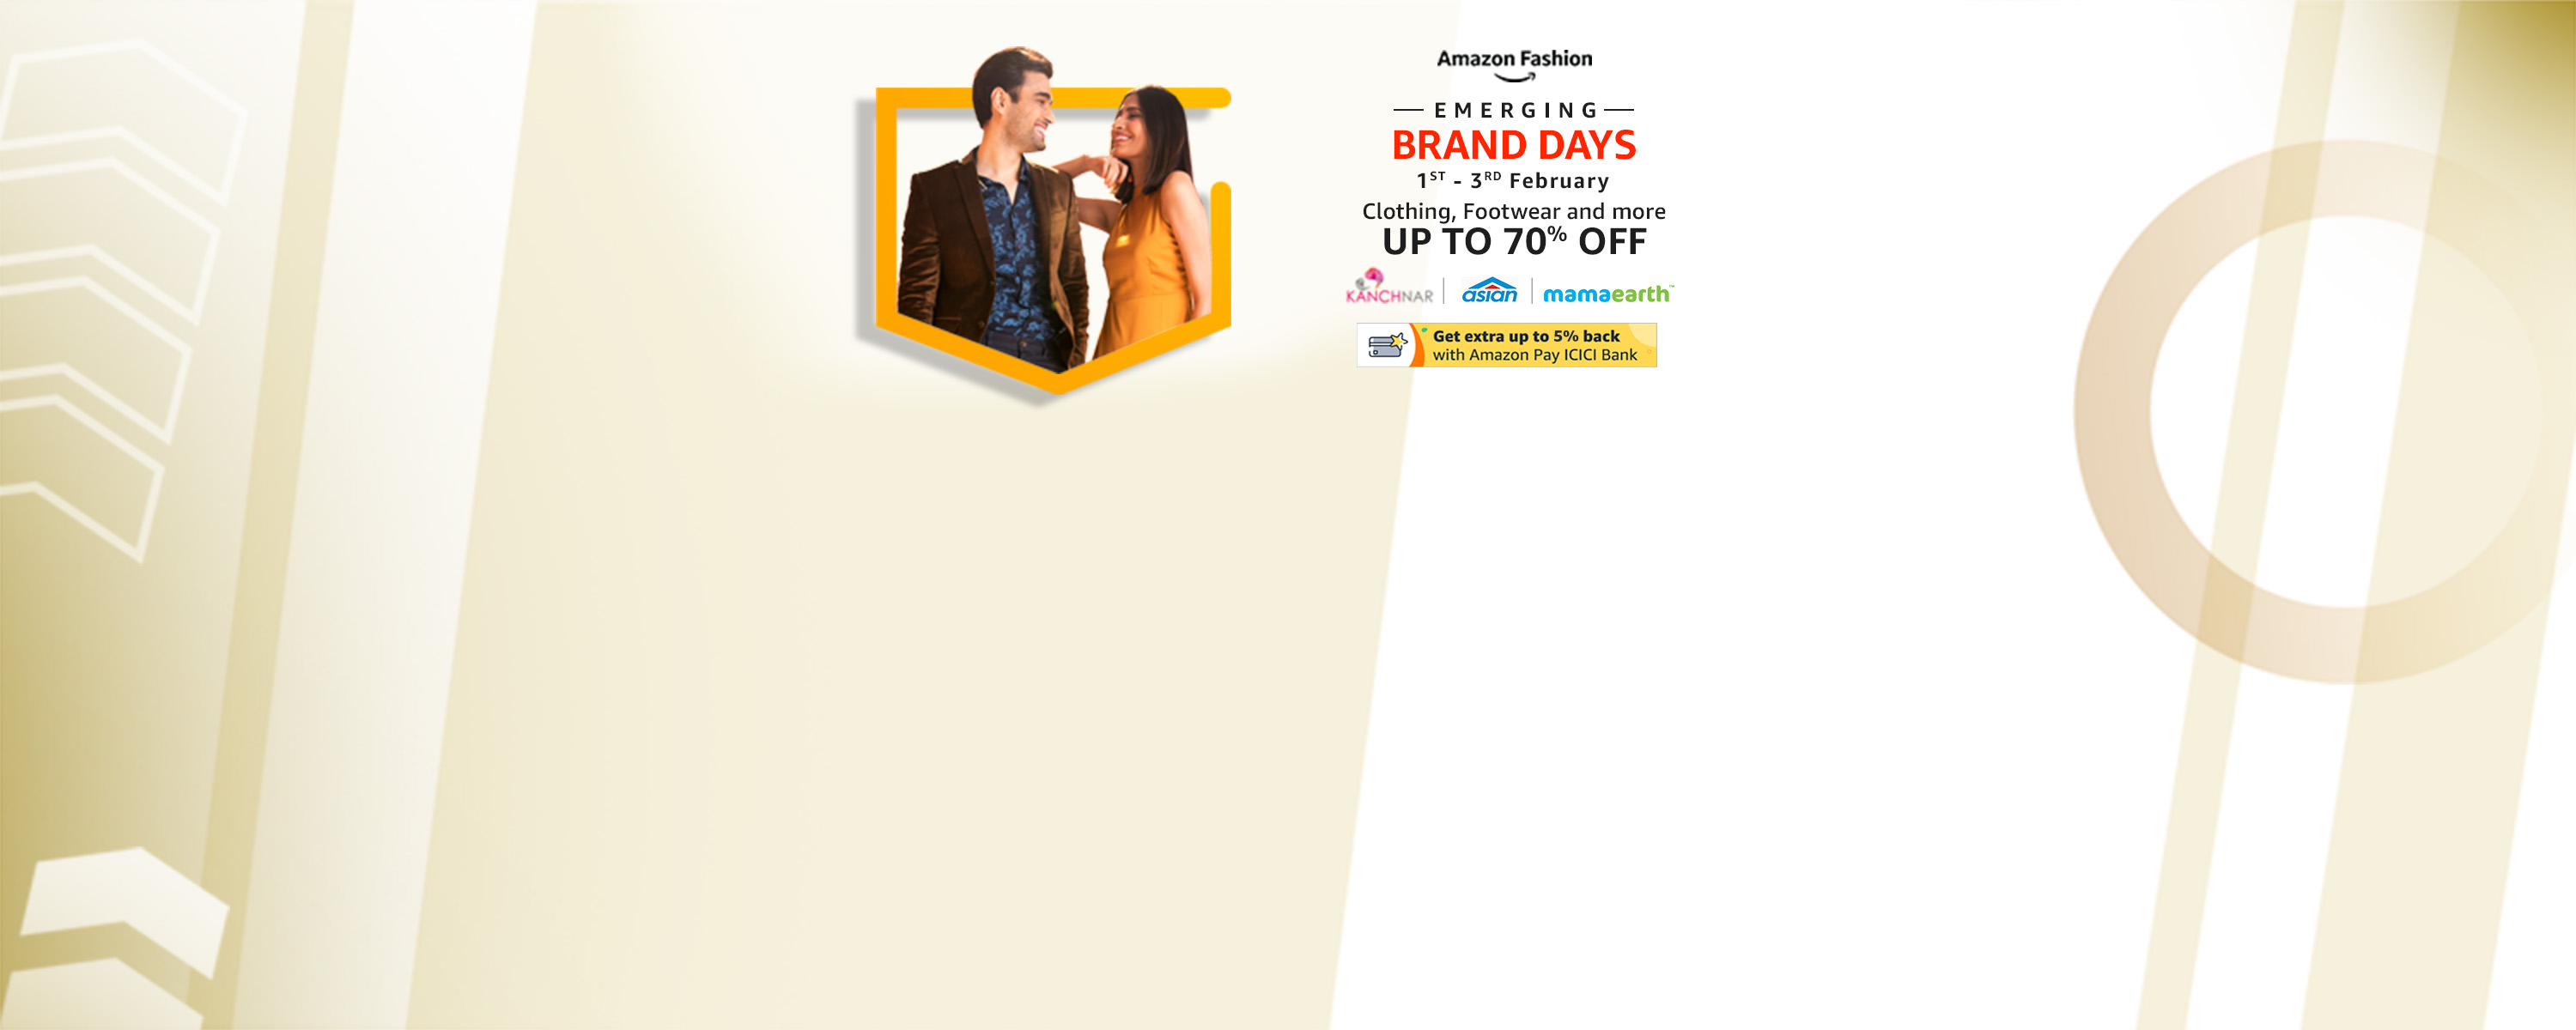 Amazon Fashion
EMERGING
BRAND DAYS
1ST - 3RD February
Clothing, Footwear and more
UP TO 70% OFF
KANCHNAR
asian
mamaearth™
Get extra up to 5% back
with Amazon Pay ICICI Bank